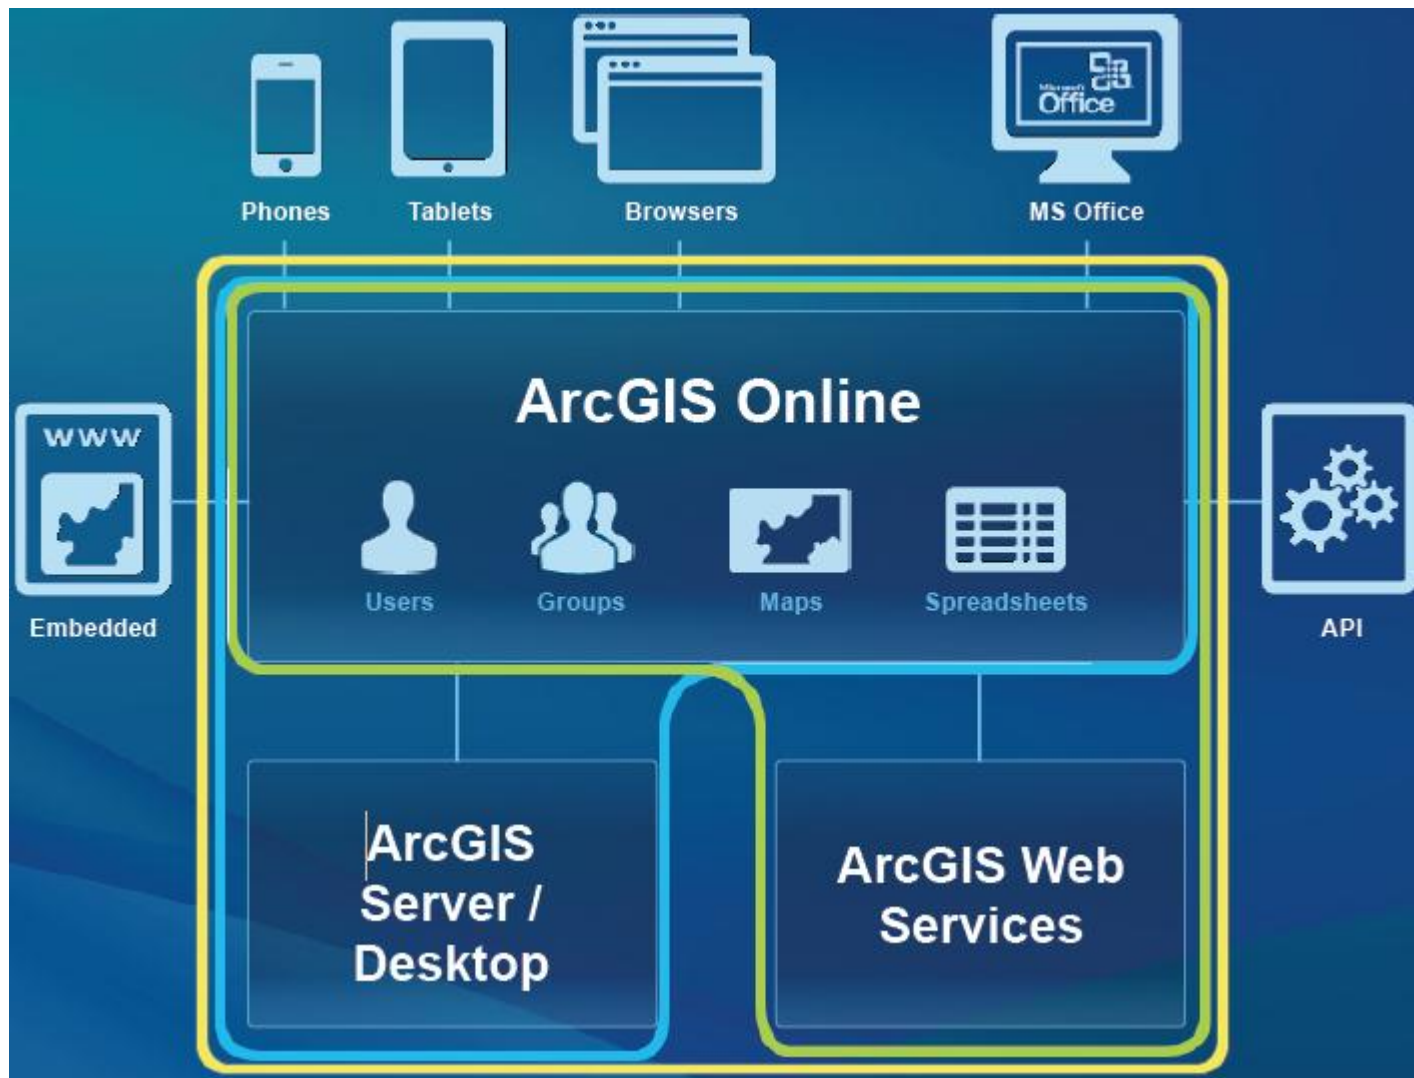 Microsoft
Office
Phones
Tablets
Browsers
MS Office
ArcGIS Online
WWW
Users
Groups
Maps
Spreadsheets
Embedded
API
ArcGIS
Server /
Desktop
ArcGIS Web
Services